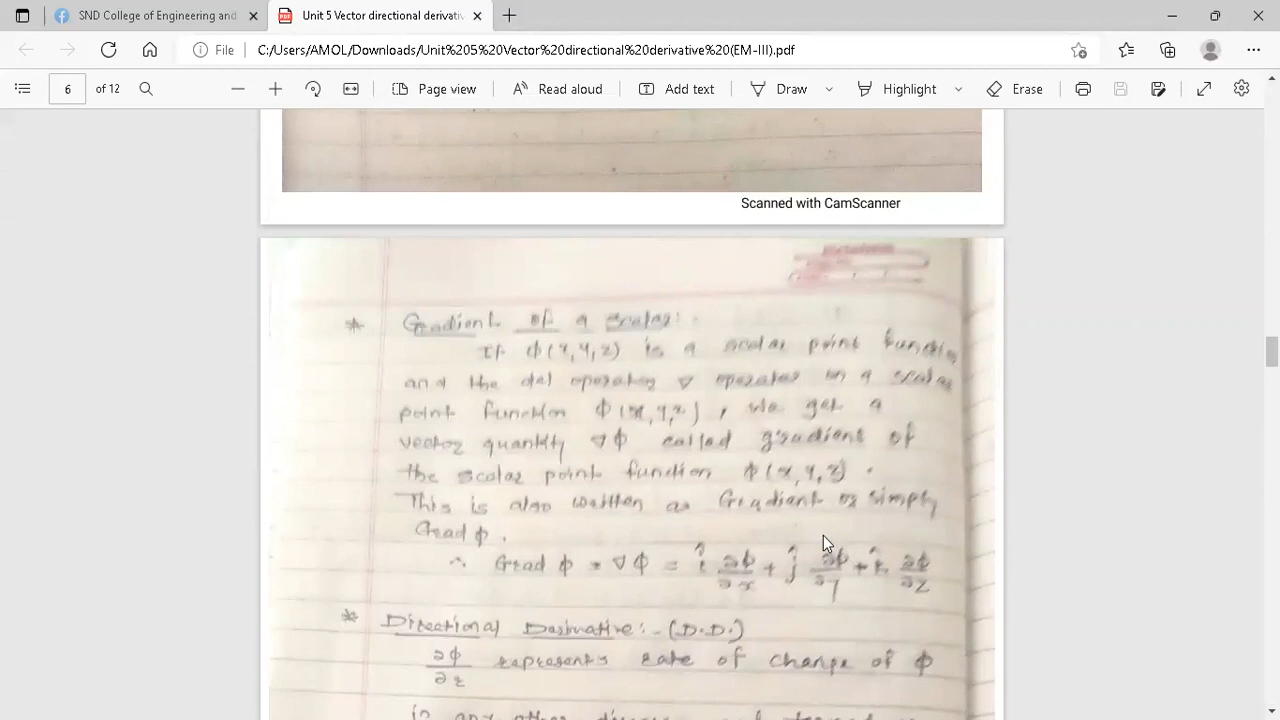 SND College of Engineering and
Unit 5 Vector directional derivativ
File
C:/Users/AMOL/Downloads/Unit%205%20Vector%20directional%20derivative%20(EM-III).pdf
6 of 12
Page view
Read aloud
Add text
Draw
Highlight
Erase
Scanned with CamScanner
* Gradient of a scalar:-
If ϕ(x,y,z) is a scalar point function
and the del operator ∇ operates on a scalar
point function ϕ(x,y,z), we get a
vector quantity ∇ϕ called gradient of
the scalar point function ϕ(x,y,z).
This is also written as Gradient or simply
Grad ϕ.
∴ Grad ϕ = ∇ϕ = î ∂ϕ/∂x + ĵ ∂ϕ/∂y + k̂ ∂ϕ/∂z
* Directional Derivative:-(D.D.)
∂ϕ/∂z represents rate of change of ϕ
in any other